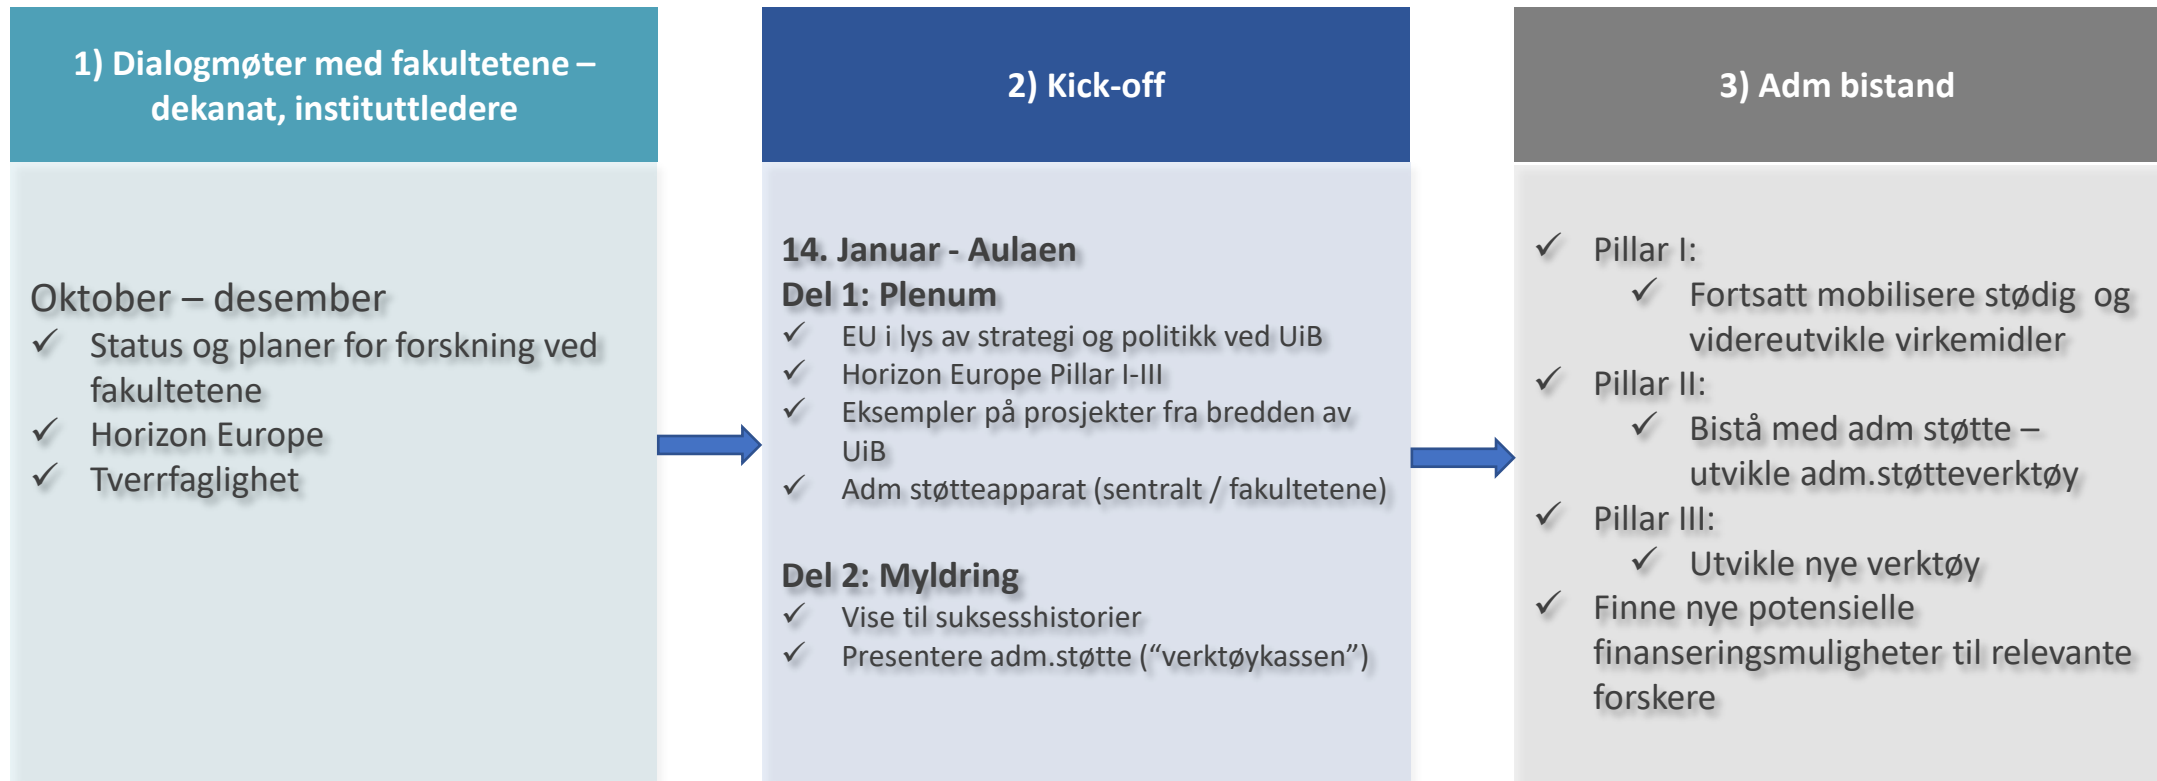 1) Dialogmøter med fakultetene –
dekanat, instituttledere
Oktober – desember
✓ Status og planer for forskning ved
fakultetene
✓ Horizon Europe
✓ Tverrfaglighet
2) Kick-off
14. Januar - Aulaen
Del 1: Plenum
✓ EU i lys av strategi og politikk ved UiB
✓ Horizon Europe Pillar I-III
✓ Eksempler på prosjekter fra bredden av
UiB
✓ Adm støtteapparat (sentralt / fakultetene)
Del 2: Myldring
✓ Vise til suksesshistorier
✓ Presentere adm.støtte (“verktøykassen”)
3) Adm bistand
✓ Pillar I:
✓ Fortsatt mobilisere stødig og
videreutvikle virkemidler
✓ Pillar II:
✓ Bistå med adm støtte –
utvikle adm.støtteverktøy
✓ Pillar III:
✓ Utvikle nye verktøy
✓ Finne nye potensielle
finanseringsmuligheter til relevante
forskere